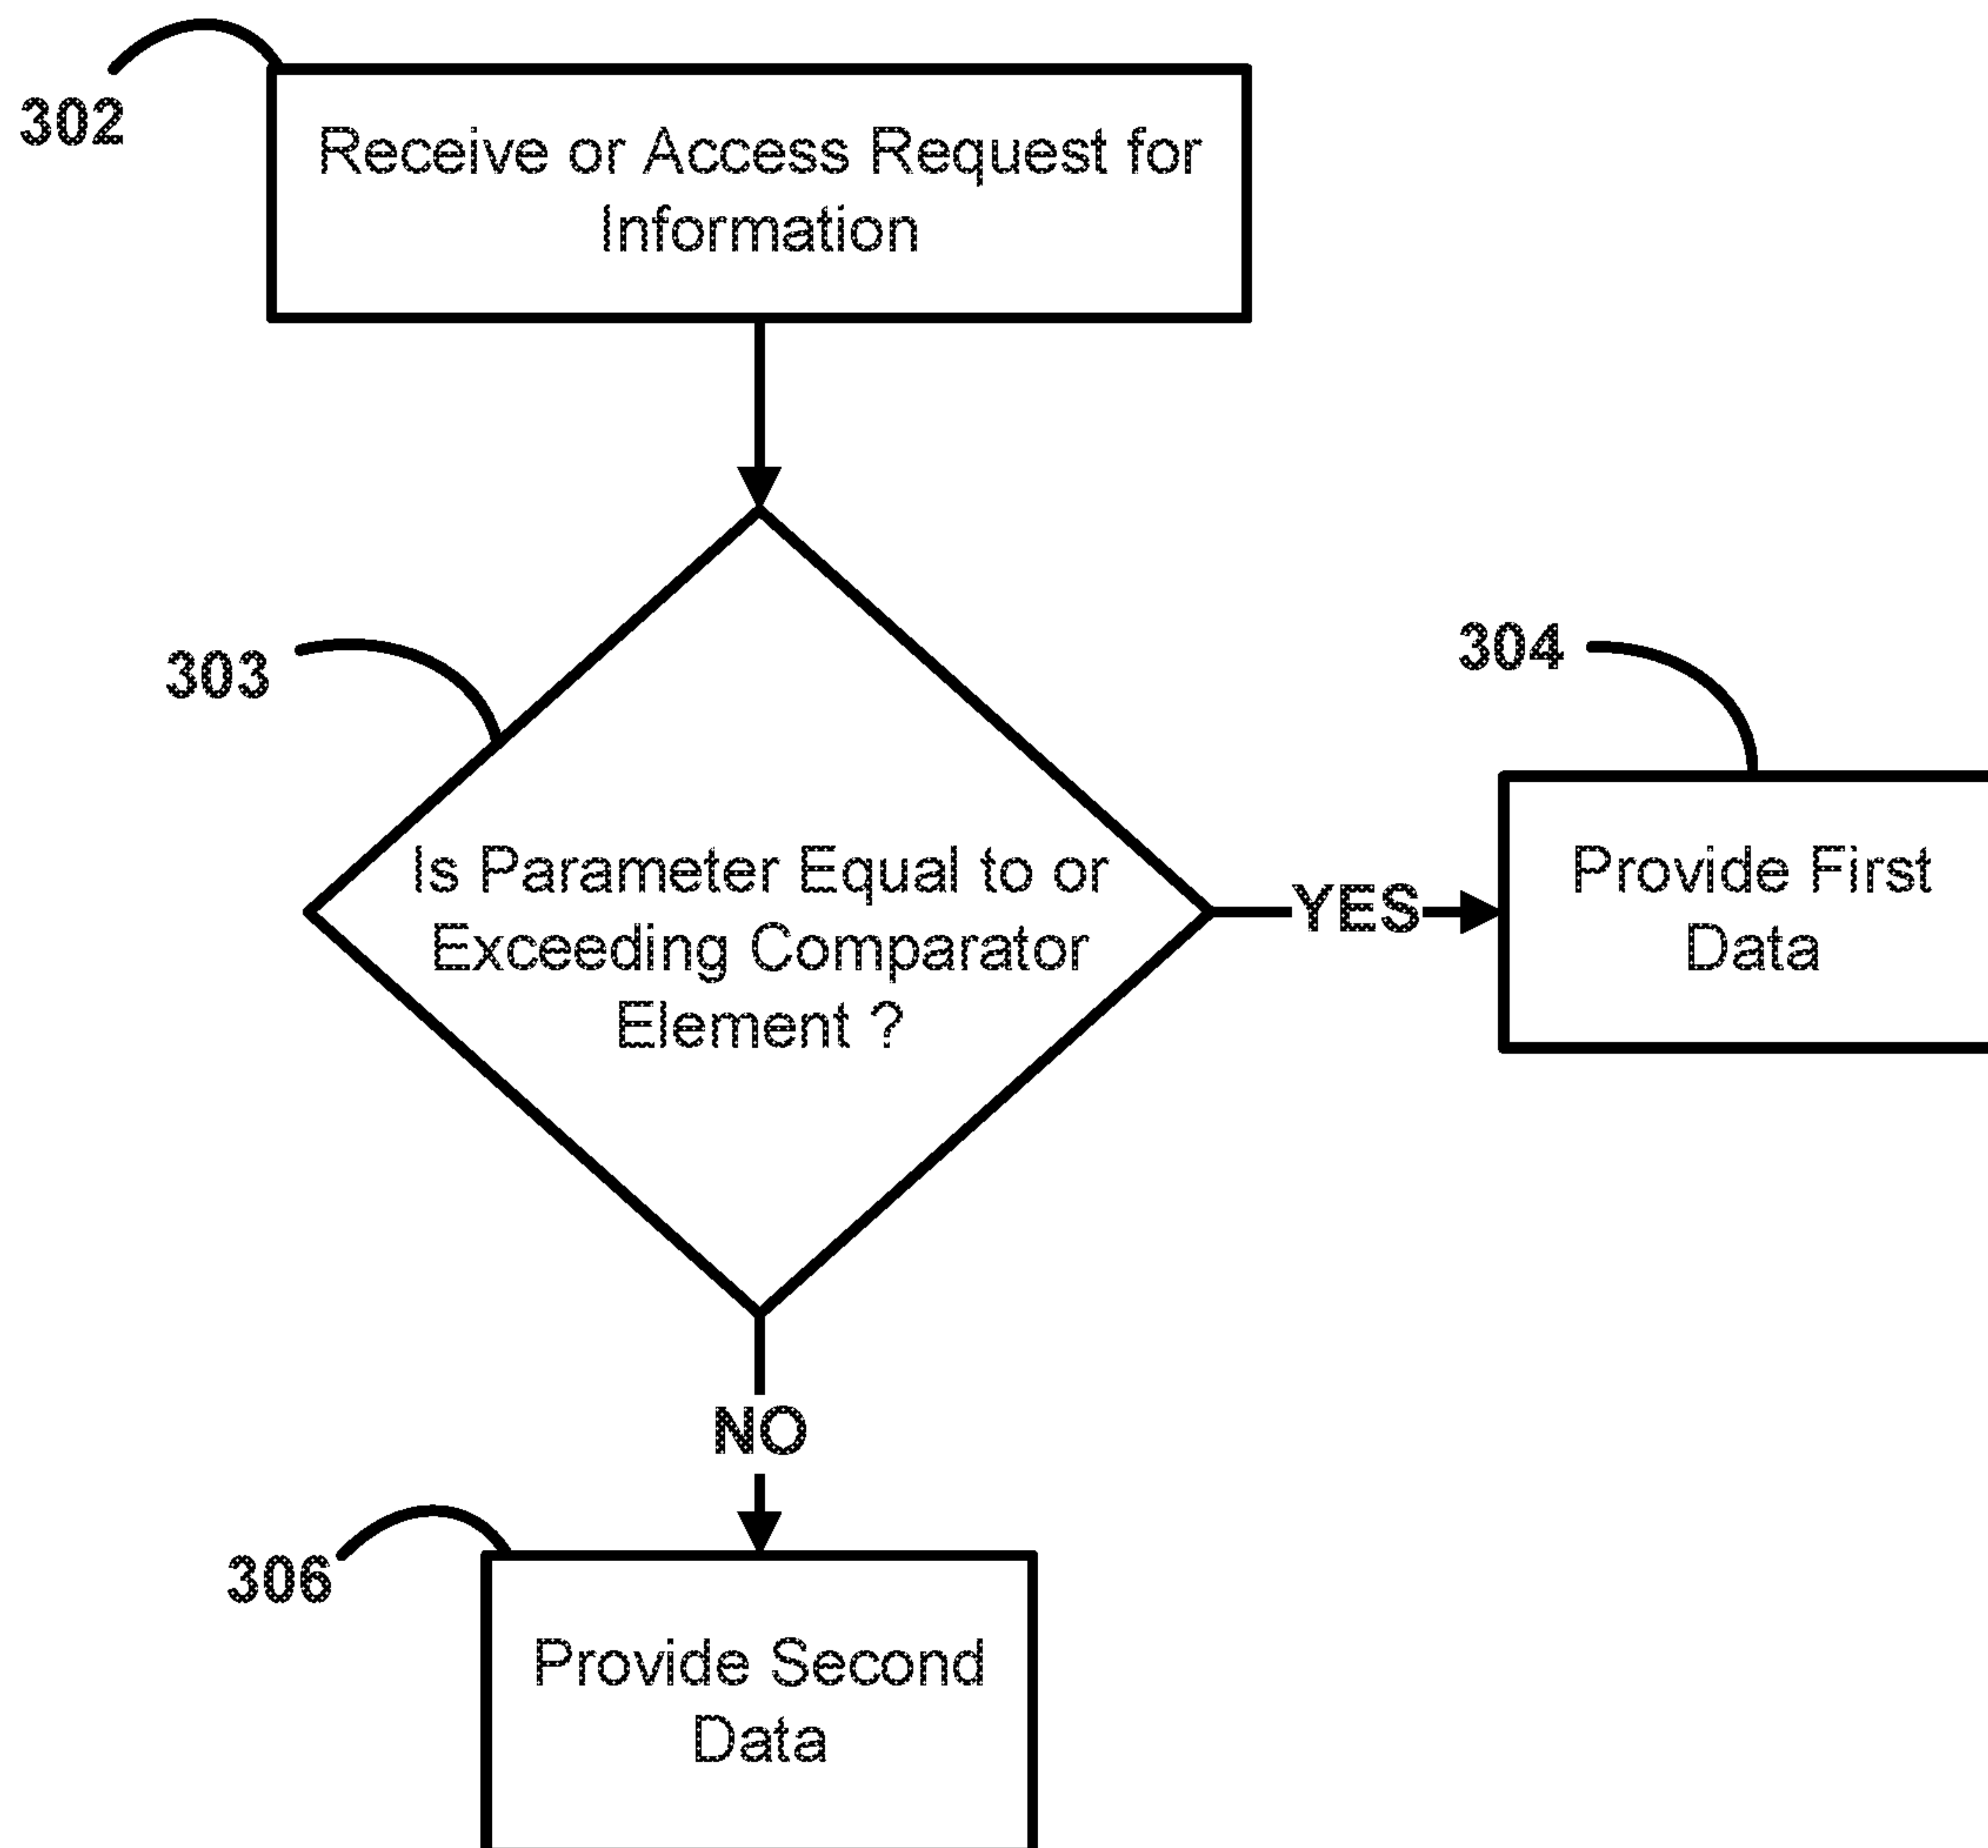 302
Receive or Access Request for
Information
303
304
Is Parameter Equal to or
Exceeding Comparator
Element ?
YES
Provide First
Data
NO
306
Provide Second
Data